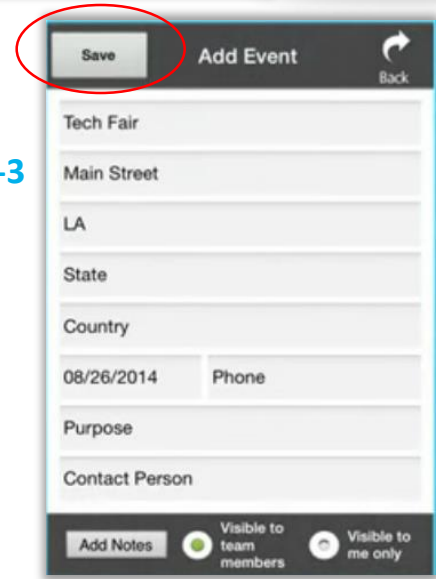 Save Add Event
Back
Tech Fair
-3
Main Street
LA
State
Country
08/26/2014 Phone
Purpose
Contact Person
Add Notes Visible to team members Visible to me only